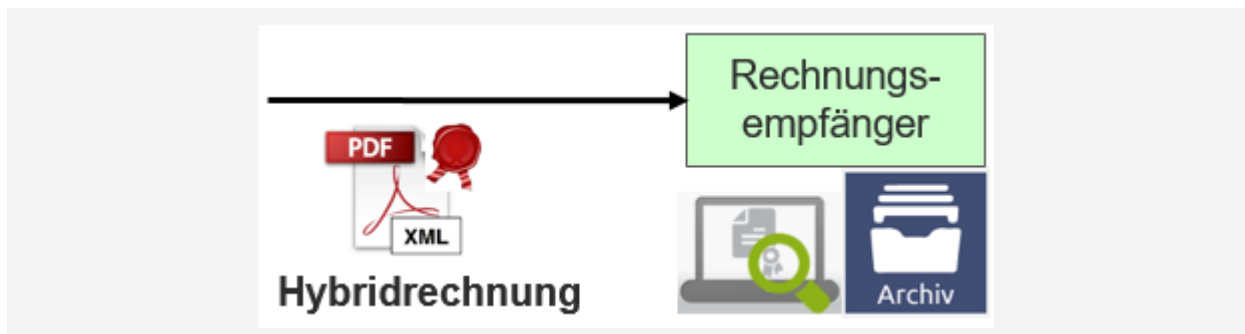 Rechnungs-
empfänger
PDF
XML
Hybridrechnung
Archiv